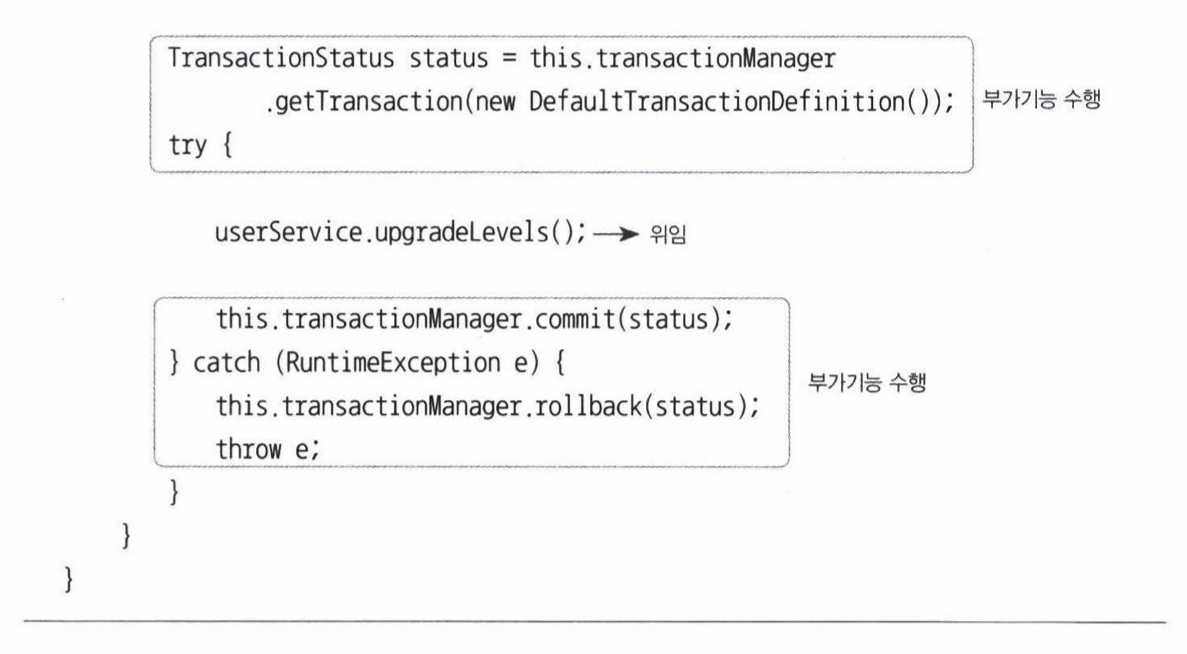 TransactionStatus status = this.transactionManager
.getTransaction(new DefaultTransactionDefinition()); 부가기능 수행
try {
userService.upgradeLevels(); → 위임
this.transactionManager.commit(status);
} catch (RuntimeException e) {
부가기능 수행
this.transactionManager.rollback(status);
throw e;
}
}
}